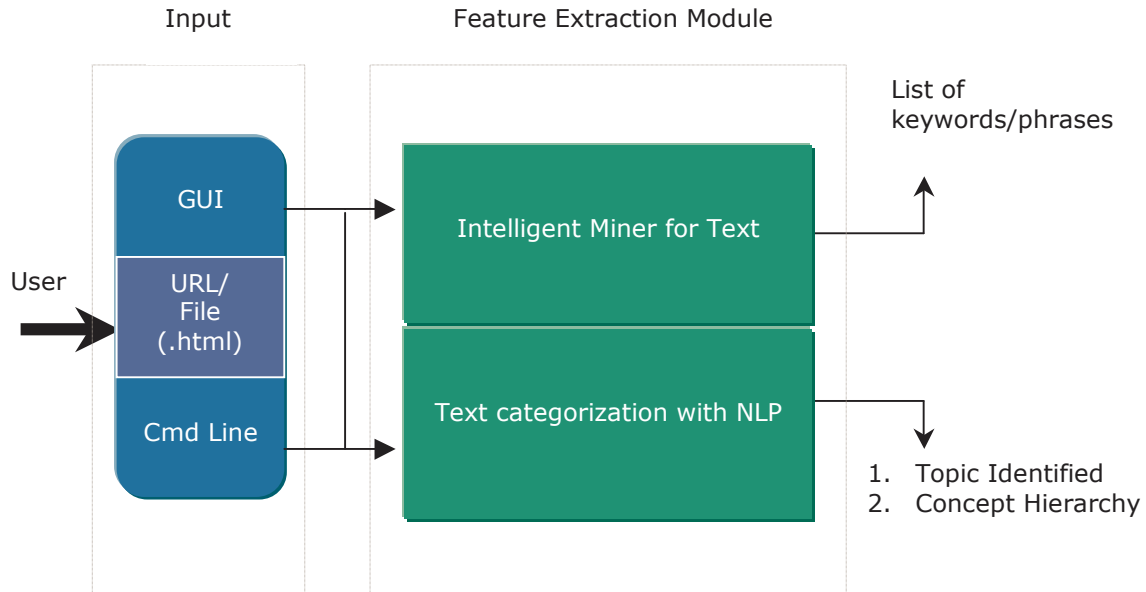 Input
Feature Extraction Module
List of
keywords/phrases
GUI
Intelligent Miner for Text
User
URL/
File
(.html)
Text categorization with NLP
Cmd Line
1. Topic Identified
2. Concept Hierarchy